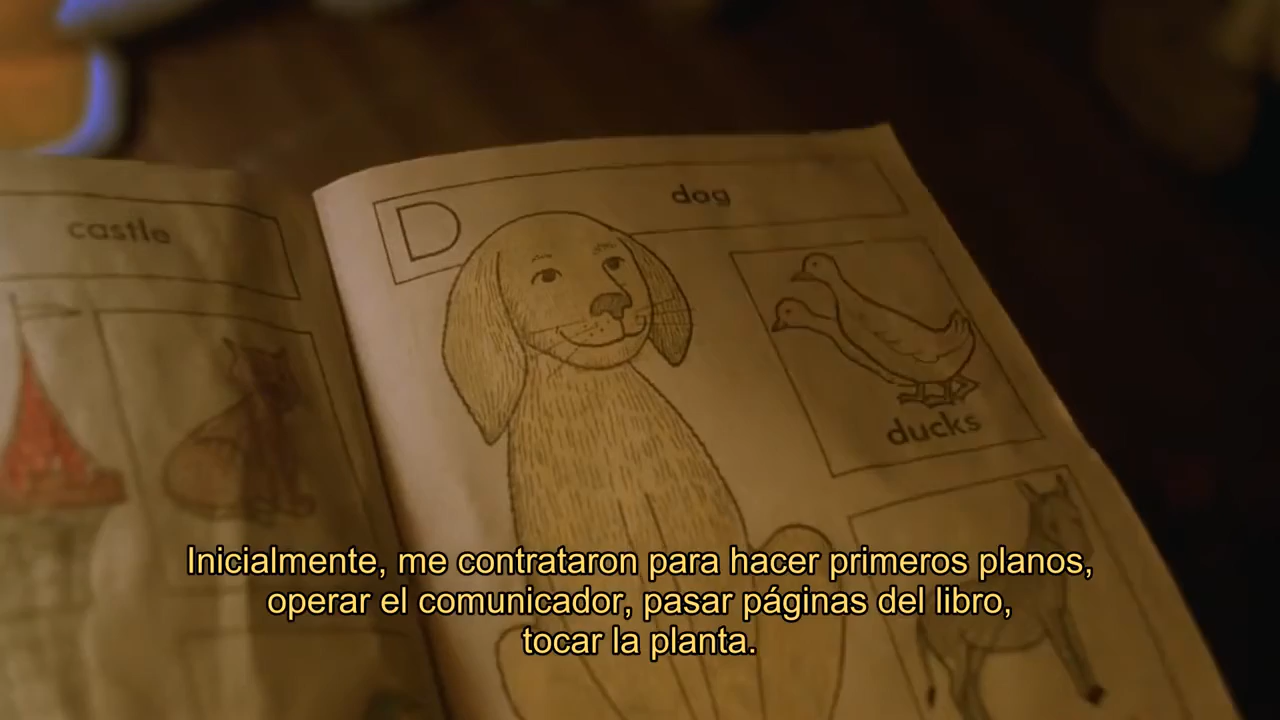 castle
D
dog
ducks
Inicialmente, me contrataron para hacer primeros planos,
operar el comunicador, pasar páginas del libro,
tocar la planta.